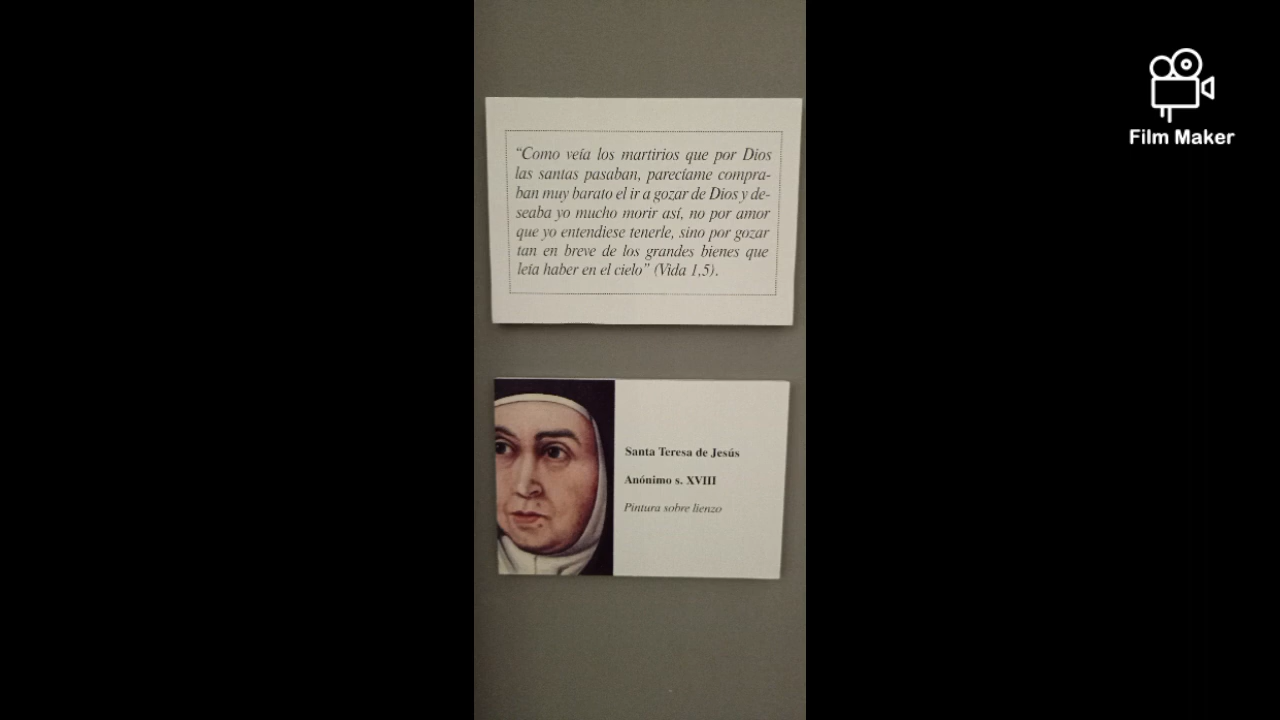 “Como veía los martirios que por Dios
las santas pasaban, parecíame compra-
ban muy barato el ir a gozar de Dios y de-
seaba yo mucho morir así, no por amor
que yo entendiese tenerle, sino por gozar
tan en breve de los grandes bienes que
leía haber en el cielo” (Vida 1,5).
Santa Teresa de Jesús
Anónimo s. XVIII
Pintura sobre lienzo
Film Maker